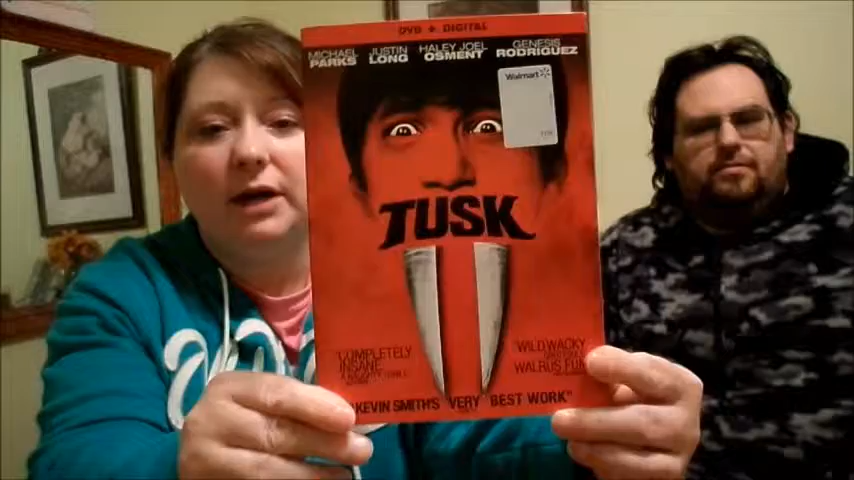 DVD + DIGITAL
MICHAEL PARKS
JUSTIN LONG
HALEY JOEL OSMENT
GENESIS RODRIGUEZ
Walmart
TUSK
"COMPLETELY
INSANE
"WILD, WACKY
WALRUS FUN"
KEVIN SMITH'S VERY BEST WORK"